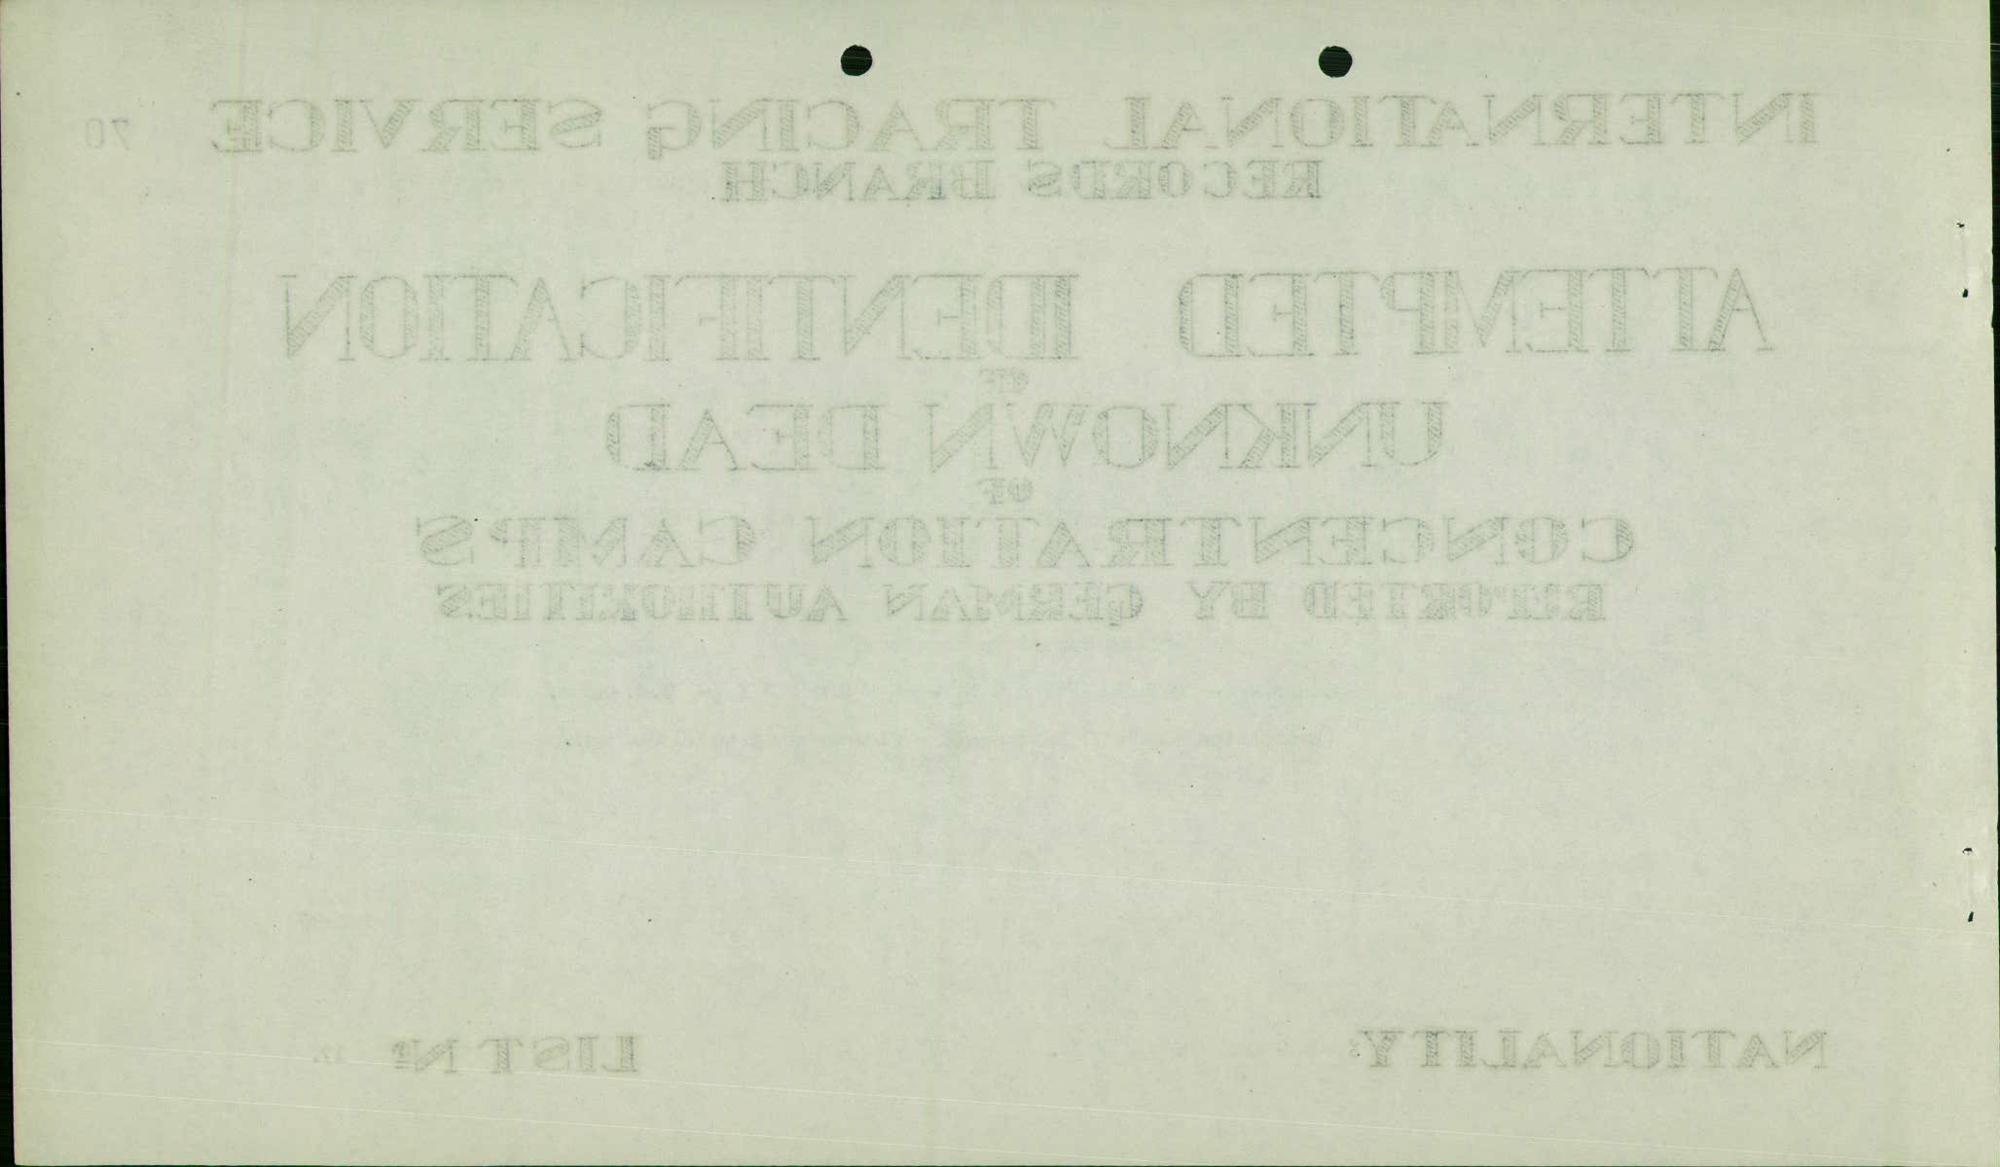 INTERNATIONAL TRACING SERVICE
70
RECORDS BRANCH
ATTEMPTED IDENTIFICATION
OF
UNKNOWN DEAD
OF
CONCENTRATION CAMPS
REPORTED BY GERMAN AUTHORITIES
NATIONALITY:
LIST Nº